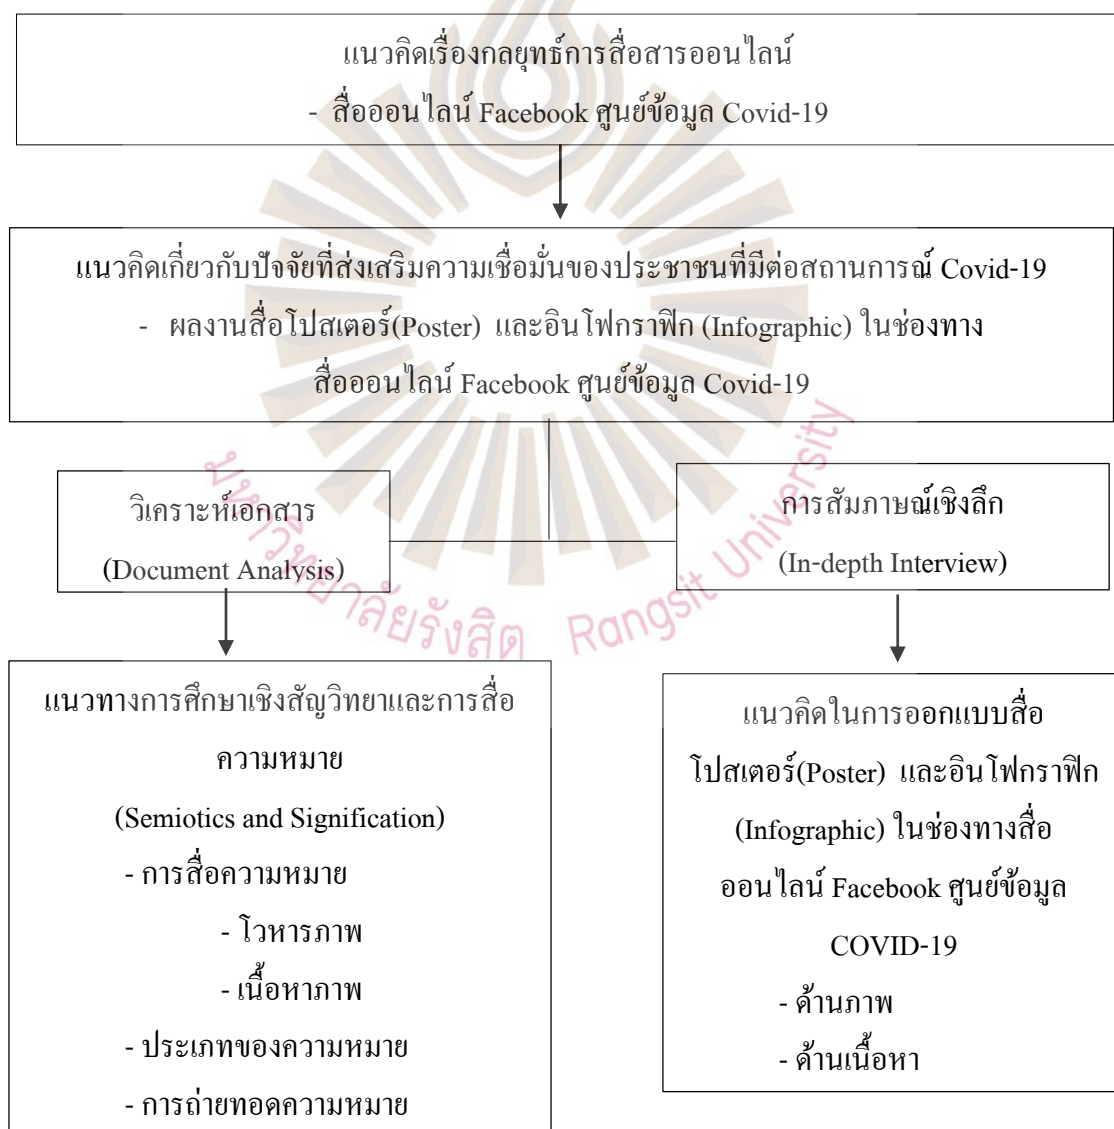 แนวคิดเรื่องกลยุทธ์การสื่อสารออนไลน์
- สื่อออนไลน์ Facebook ศูนย์ข้อมูล Covid-19
แนวคิดเกี่ยวกับปัจจัยที่ส่งเสริมความเชื่อมั่นของประชาชนที่มีต่อสถานการณ์ Covid-19
- ผลงานสื่อโปสเตอร์(Poster) และอินโฟกราฟิก (Infographic) ในช่องทาง
สื่อออนไลน์ Facebook ศูนย์ข้อมูล Covid-19
วิเคราะห์เอกสาร
(Document Analysis)
การสัมภาษณ์เชิงลึก
(In-depth Interview)
มหาวิทยาลัยรังสิต Rangsit University
แนวทางการศึกษาเชิงสัญวิทยาและการสื่อ
ความหมาย
(Semiotics and Signification)
- การสื่อความหมาย
- โวหารภาพ
- เนื้อหาภาพ
- ประเภทของความหมาย
- การถ่ายทอดความหมาย
แนวคิดในการออกแบบสื่อ
โปสเตอร์(Poster) และอินโฟกราฟิก
(Infographic) ในช่องทางสื่อ
ออนไลน์ Facebook ศูนย์ข้อมูล
COVID-19
- ด้านภาพ
- ด้านเนื้อหา